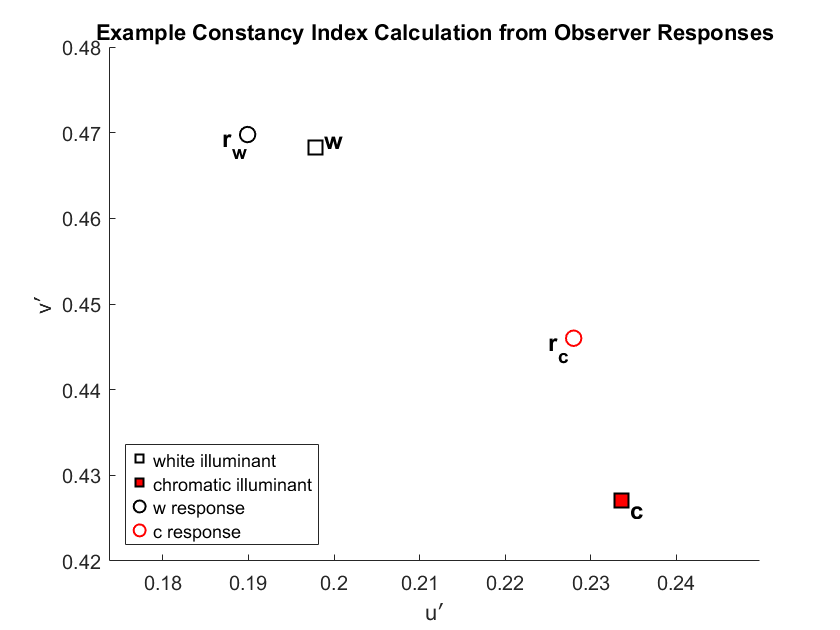 Example Constancy Index Calculation from Observer Responses
0.48
0.47
0.46
0.45
0.44
0.43
0.42
v′
r_w
w
r_c
c
white illuminant
chromatic illuminant
w response
c response
0.18 0.19 0.2 0.21 0.22 0.23 0.24
u′